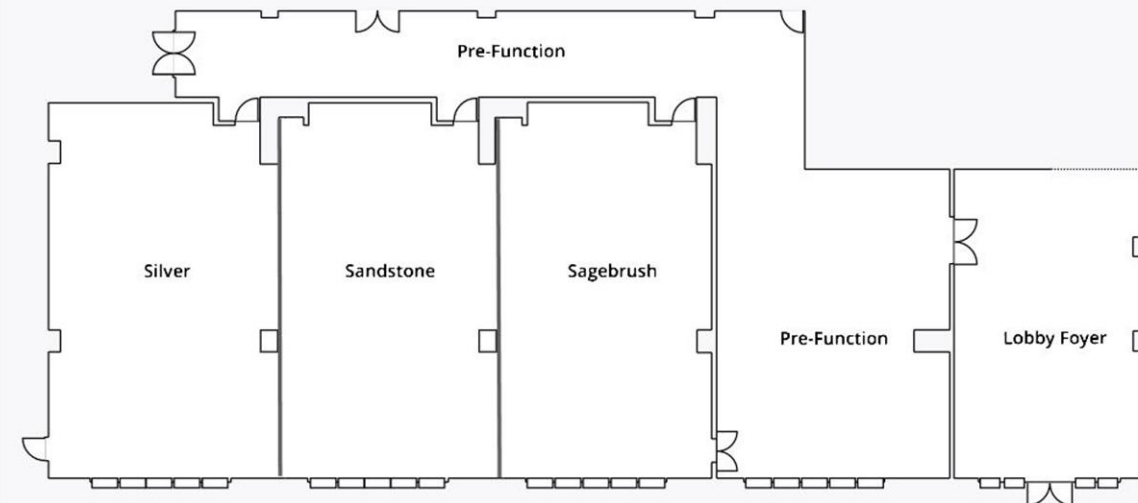 Pre-Function
Silver
Sandstone
Sagebrush
Pre-Function
Lobby Foyer